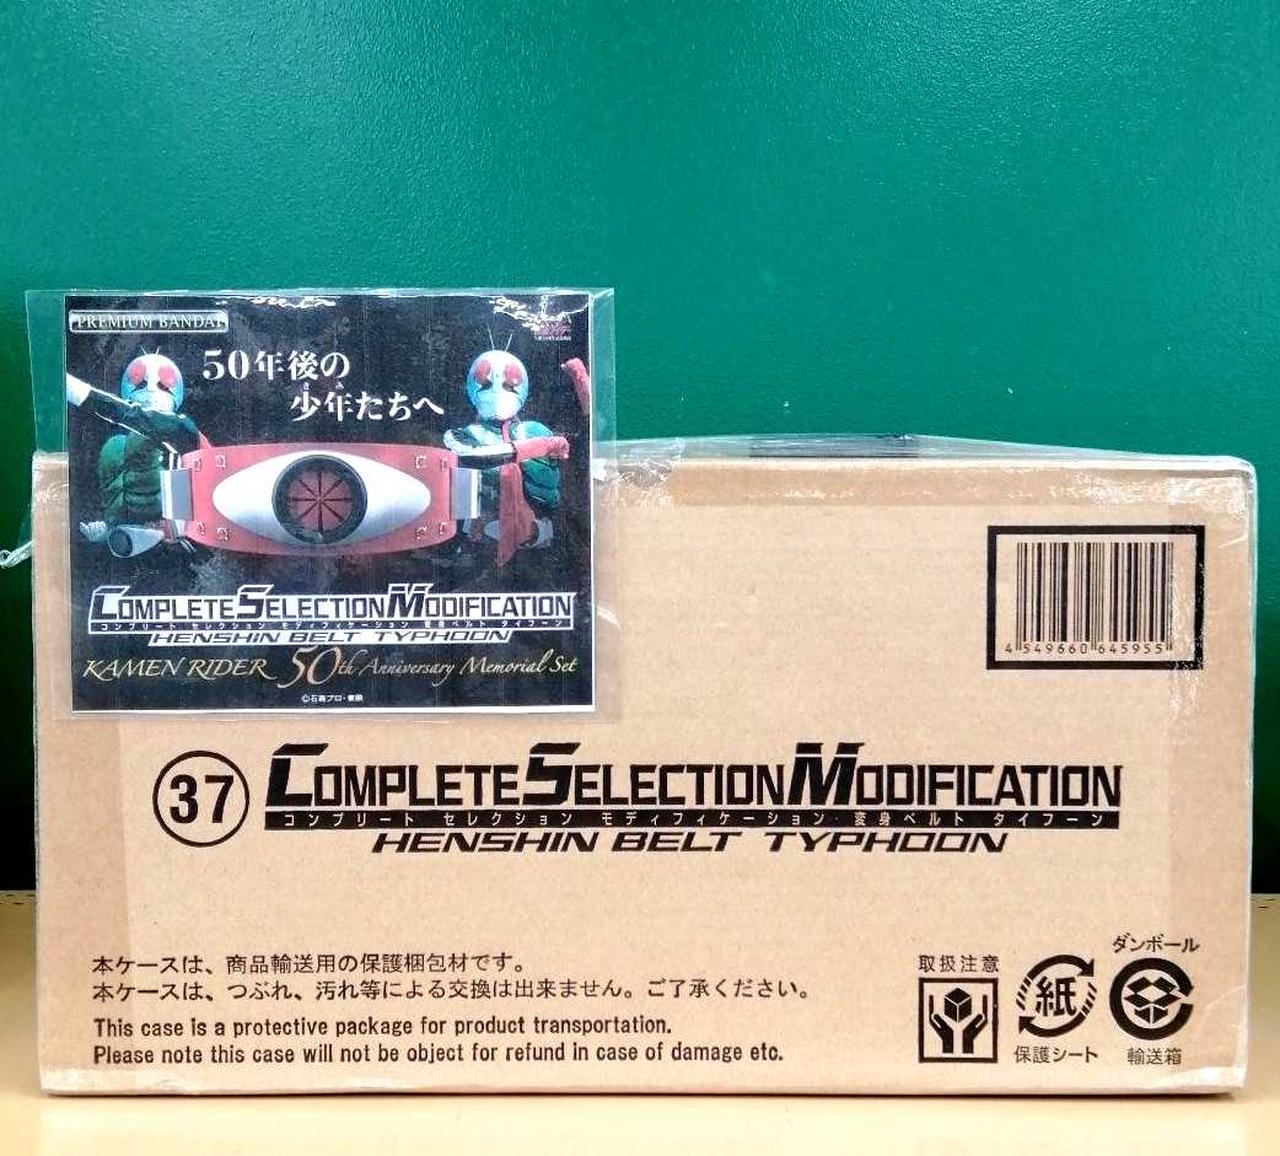 PREMIUM BANDAI
50年後の
きみ
少年たちへ
COMPLETE SELECTION MODIFICATION
コンプリート セレクション モディフィケーション 変身ベルト タイフーン
HENSHIN BELT TYPHOON
KAMEN RIDER 50th Anniversary Memorial Set
©石森プロ・東映
4 549660 645955
37
COMPLETE SELECTION MODIFICATION
コンプリート セレクション モディフィケーション 変身ベルト タイフーン
HENSHIN BELT TYPHOON
本ケースは、商品輸送用の保護梱包材です。
本ケースは、つぶれ、汚れ等による交換は出来ません。ご了承ください。
This case is a protective package for product transportation.
Please note this case will not be object for refund in case of damage etc.
取扱注意
紙
保護シート
ダンボール
輸送箱